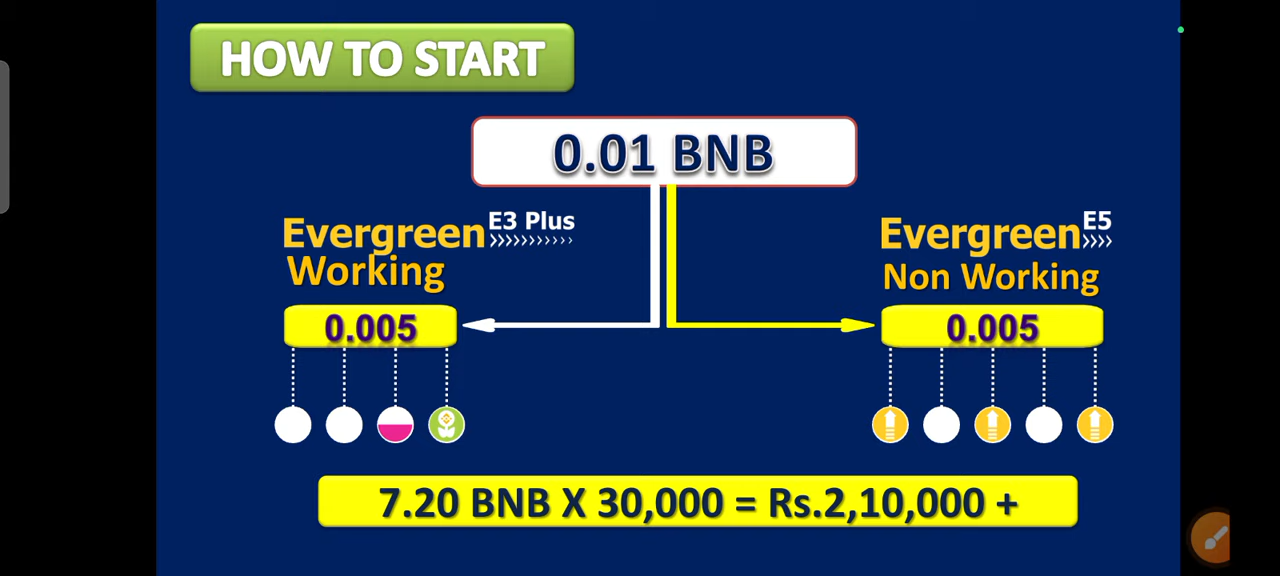 HOW TO START
0.01 BNB
Evergreen E3 Plus
Working
0.005
Evergreen E5
Non Working
0.005
7.20 BNB X 30,000 = Rs.2,10,000 +